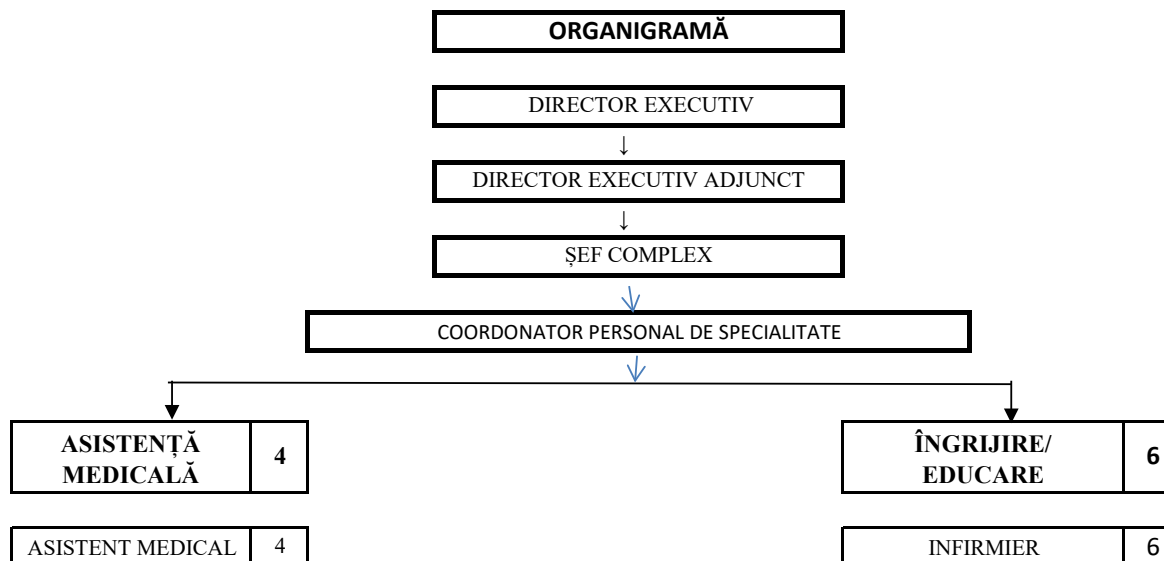 ORGANIGRAMĂ
DIRECTOR EXECUTIV
↓
DIRECTOR EXECUTIV ADJUNCT
↓
ȘEF COMPLEX
COORDONATOR PERSONAL DE SPECIALITATE
ASISTENȚĂ
MEDICALĂ
4
ÎNGRIJIRE/
EDUCARE
6
ASISTENT MEDICAL 4
INFIRMIER 6